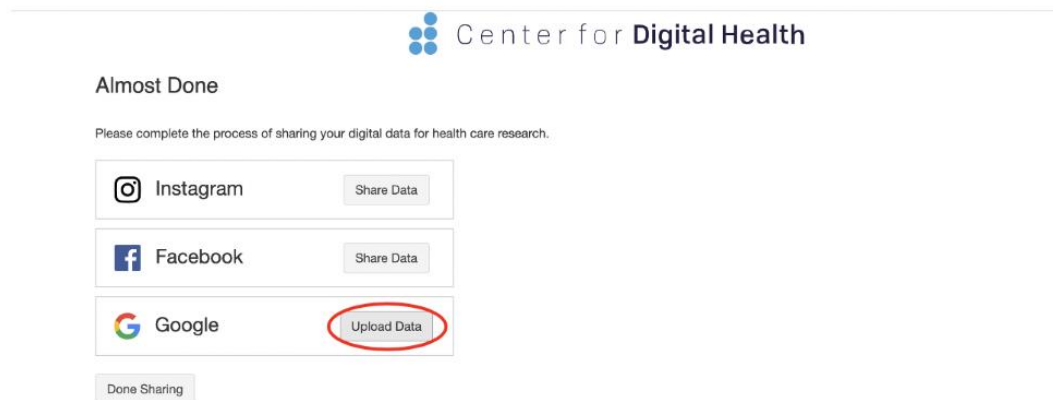 Center for Digital Health
Almost Done
Please complete the process of sharing your digital data for health care research.
Instagram Share Data
Facebook Share Data
Google Upload Data
Done Sharing